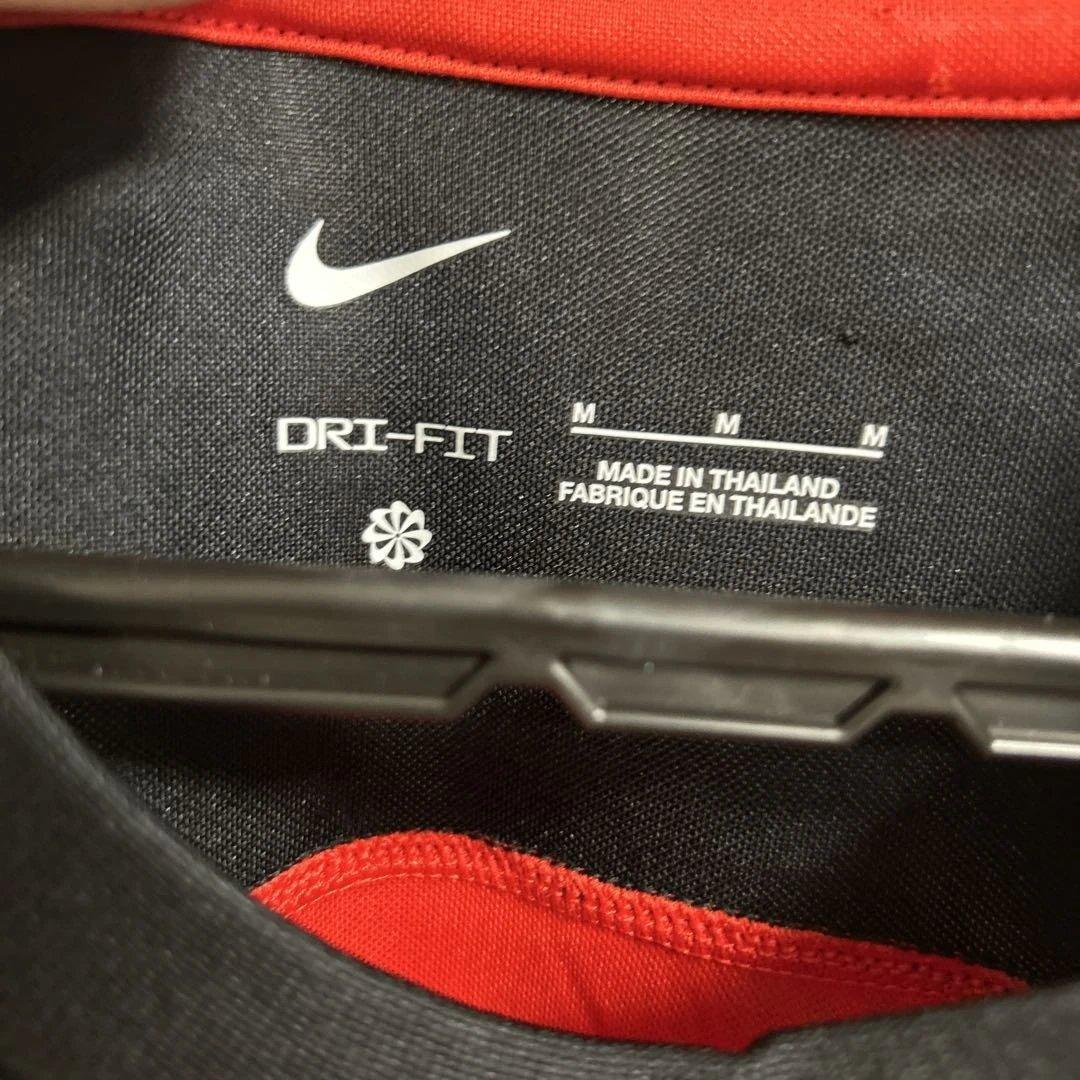 DRI-FIT
M M M
MADE IN THAILAND
FABRIQUE EN THAILANDE